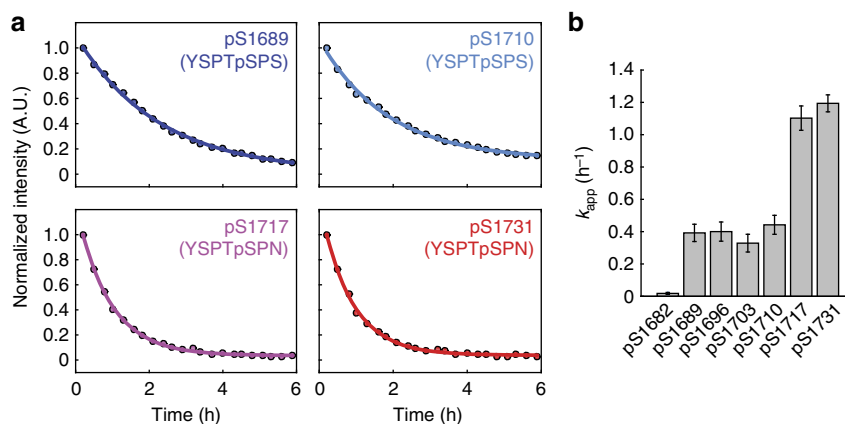 a
Normalized intensity (A.U.)
1.0
0.8
0.6
0.4
0.2
0
pS1689
(YSPTpSPS)
pS1710
(YSPTpSPS)
1.0
0.8
0.6
0.4
0.2
0
pS1717
(YSPTpSPN)
pS1731
(YSPTpSPN)
0 2 4 6 0 2 4 6
Time (h) Time (h)
b
kapp (h−1)
1.4
1.2
1.0
0.8
0.6
0.4
0.2
0
pS1682
pS1689
pS1696
pS1703
pS1710
pS1717
pS1731